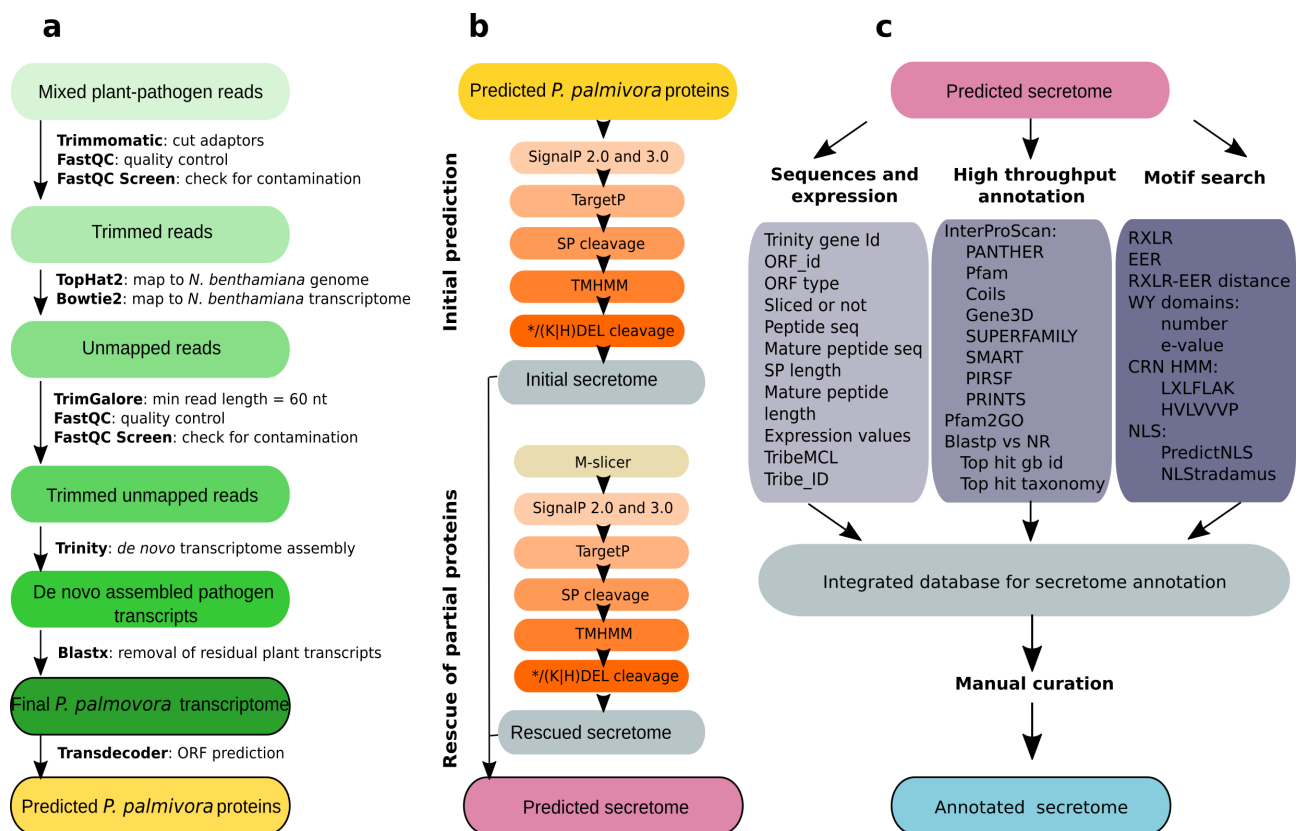 a
Mixed plant-pathogen reads
Trimmomatic: cut adaptors
FastQC: quality control
FastQC Screen: check for contamination
Trimmed reads
TopHat2: map to N. benthamiana genome
Bowtie2: map to N. benthamiana transcriptome
Unmapped reads
TrimGalore: min read length = 60 nt
FastQC: quality control
FastQC Screen: check for contamination
Trimmed unmapped reads
Trinity: de novo transcriptome assembly
De novo assembled pathogen
transcripts
Blastx: removal of residual plant transcripts
Final P. palmovora transcriptome
Transdecoder: ORF prediction
Predicted P. palmivora proteins
b
Predicted P. palmivora proteins
Initial prediction
SignalP 2.0 and 3.0
TargetP
SP cleavage
TMHMM
*/(K|H)DEL cleavage
Initial secretome
Rescue of partial proteins
M-slicer
SignalP 2.0 and 3.0
TargetP
SP cleavage
TMHMM
*/(K|H)DEL cleavage
Rescued secretome
Predicted secretome
c
Predicted secretome
Sequences and
expression
Trinity gene Id
ORF_id
ORF type
Sliced or not
Peptide seq
Mature peptide seq
SP length
Mature peptide
length
Expression values
TribeMCL
Tribe_ID
High throughput
annotation
InterProScan:
PANTHER
Pfam
Coils
Gene3D
SUPERFAMILY
SMART
PIRSF
PRINTS
Pfam2GO
Blastp vs NR
Top hit gb id
Top hit taxonomy
Motif search
RXLR
EER
RXLR-EER distance
WY domains:
number
e-value
CRN HMM:
LXLFLAK
HVLVVVP
NLS:
PredictNLS
NLStradamus
Integrated database for secretome annotation
Manual curation
Annotated secretome